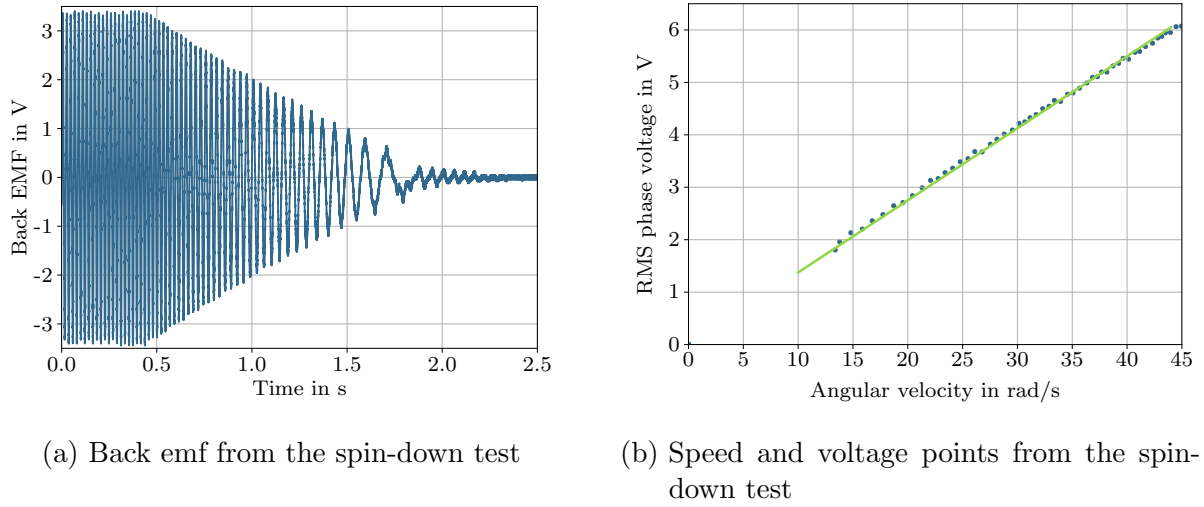 3
2
1
0
-1
-2
-3
Back EMF in V
0.0 0.5 1.0 1.5 2.0 2.5
Time in s
6
5
4
3
2
1
0
RMS phase voltage in V
0 5 10 15 20 25 30 35 40 45
Angular velocity in rad/s
(a) Back emf from the spin-down test
(b) Speed and voltage points from the spin-
down test